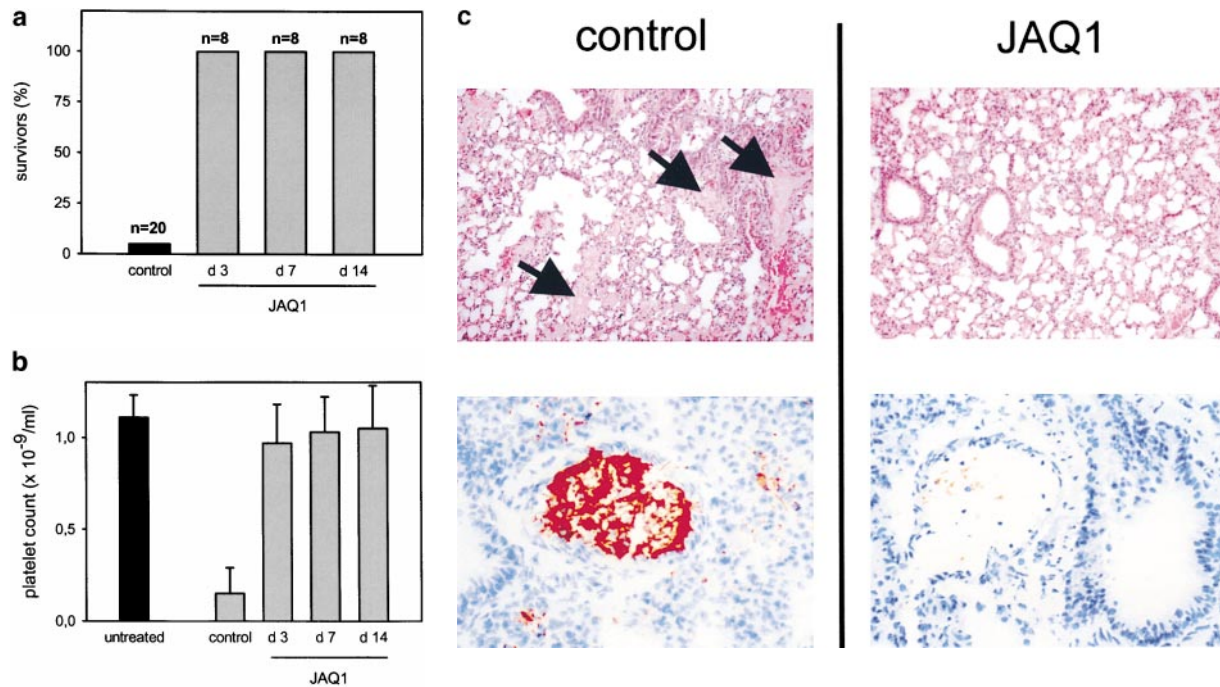 a
survivors (%)
100
75
50
25
0
n=20
n=8
n=8
n=8
control
d 3
d 7
d 14
JAQ1
b
platelet count (x 10⁻⁹/ml)
1,0
0,5
0,0
untreated
control
d 3
d 7
d 14
JAQ1
c
control
JAQ1